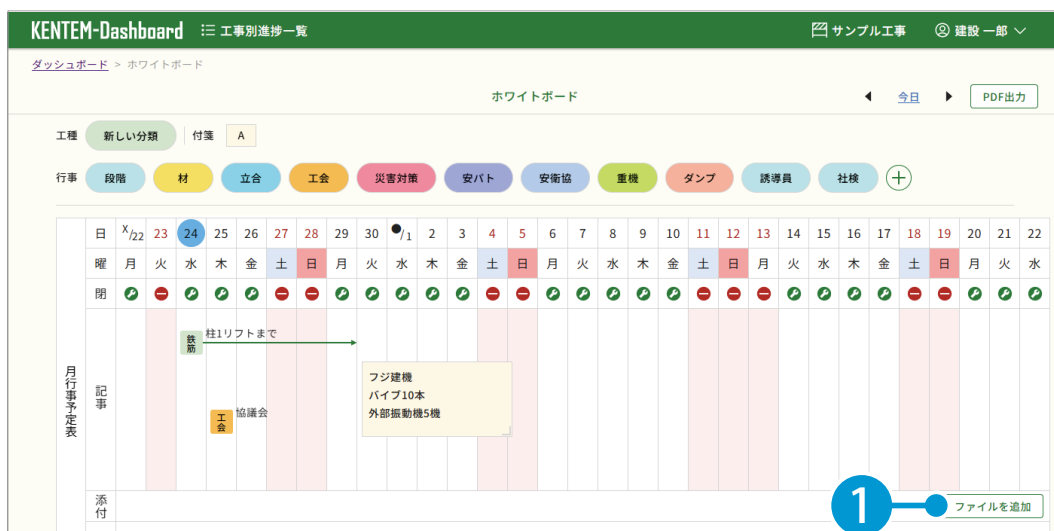 KENTEM-Dashboard 工事別進捗一覧 サンプル工事 建設 一郎
ダッシュボード > ホワイトボード
ホワイトボード 今日 PDF出力
工種 新しい分類 付箋 A
行事 段階 材 立合 工会 災害対策 安パト 安衛協 重機 ダンプ 誘導員 社検
日 X/22 23 24 25 26 27 28 29 30 ●/1 2 3 4 5 6 7 8 9 10 11 12 13 14 15 16 17 18 19 20 21 22
曜 月 火 水 木 金 土 日 月 火 水 木 金 土 日 月 火 水 木 金 土 日 月 火 水 木 金 土 日 月 火 水
閉
月行事予定表
記事
鉄筋 柱1リフトまで
フジ建機
バイブ10本
外部振動機5機
工会 協議会
添付
1 ファイルを追加